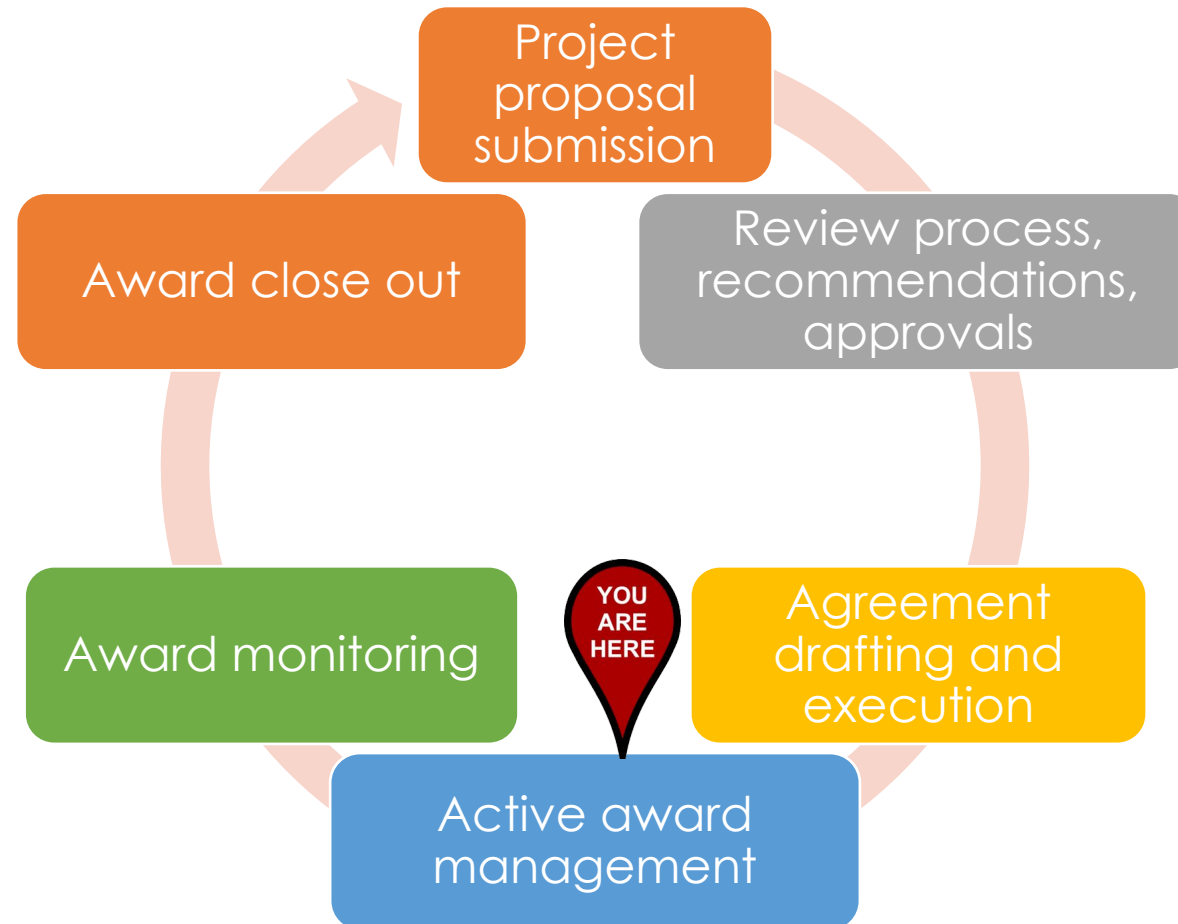 Project
proposal
submission
Review process,
recommendations,
approvals
Agreement
drafting and
execution
YOU
ARE
HERE
Active award
management
Award monitoring
Award close out